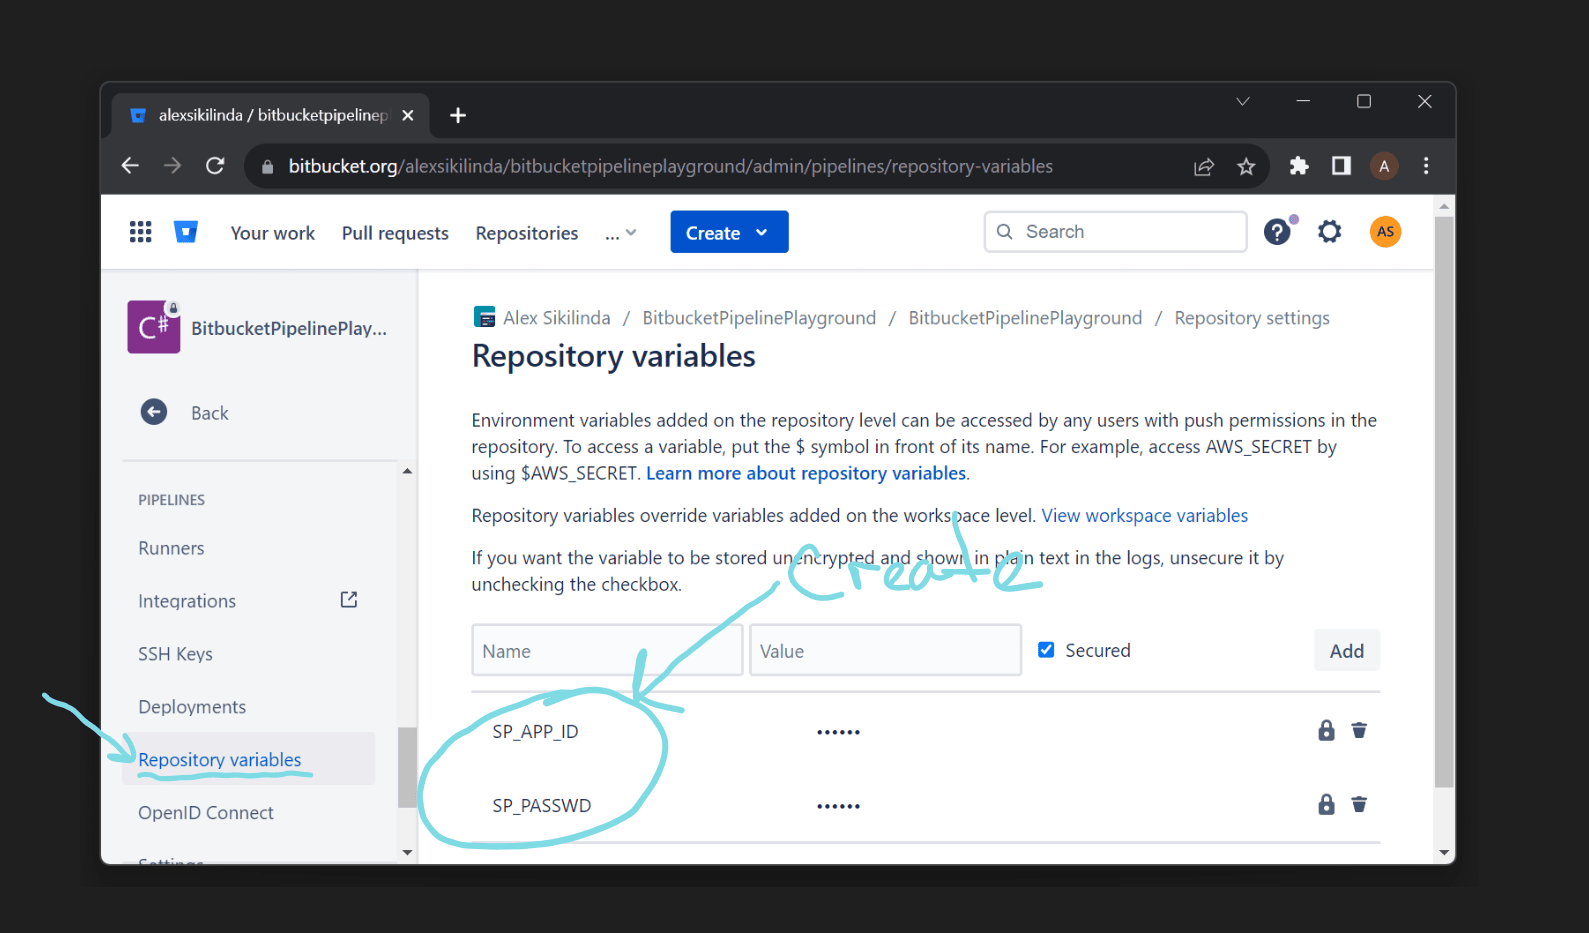 alexsikilinda / bitbucketpipelinep
bitbucket.org/alexsikilinda/bitbucketpipelineplayground/admin/pipelines/repository-variables
A
Your work
Pull requests
Repositories
...
Create
Search
?
AS
C#
BitbucketPipelinePlay...
Back
PIPELINES
Runners
Integrations
SSH Keys
Deployments
Repository variables
OpenID Connect
Settings
Alex Sikilinda / BitbucketPipelinePlayground / BitbucketPipelinePlayground / Repository settings
Repository variables
Environment variables added on the repository level can be accessed by any users with push permissions in the
repository. To access a variable, put the $ symbol in front of its name. For example, access AWS_SECRET by
using $AWS_SECRET. Learn more about repository variables.
Repository variables override variables added on the workspace level. View workspace variables
If you want the variable to be stored unencrypted and shown in plain text in the logs, unsecure it by
unchecking the checkbox.
Create
Name
Value
Secured
Add
SP_APP_ID
••••••
SP_PASSWD
••••••